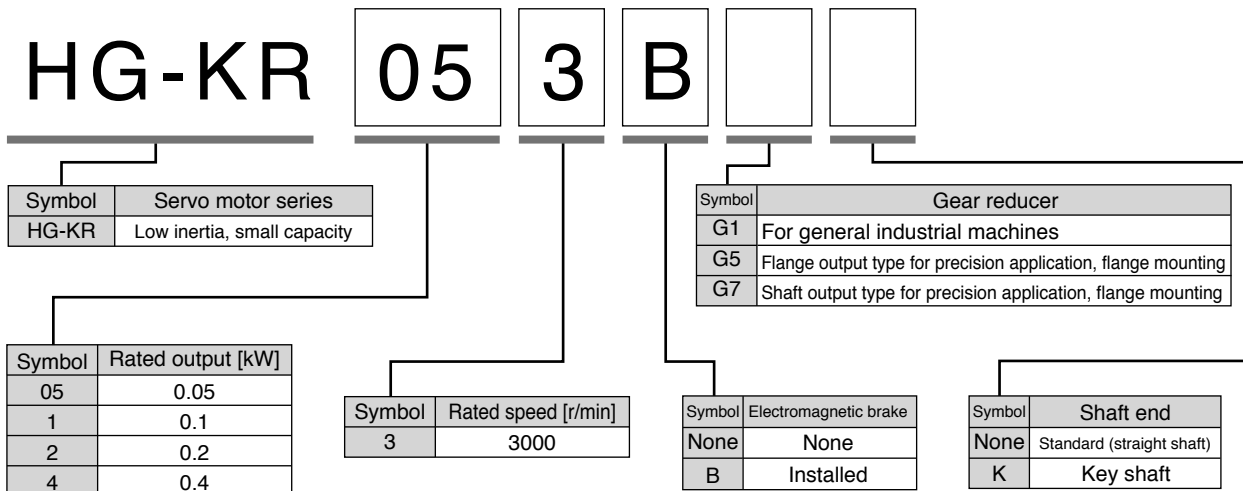 HG-KR 05 3 B
Symbol Servo motor series
HG-KR Low inertia, small capacity
Symbol Gear reducer
G1 For general industrial machines
G5 Flange output type for precision application, flange mounting
G7 Shaft output type for precision application, flange mounting
Symbol Rated output [kW]
05 0.05
1 0.1
2 0.2
4 0.4
Symbol Rated speed [r/min]
3 3000
Symbol Electromagnetic brake
None None
B Installed
Symbol Shaft end
None Standard (straight shaft)
K Key shaft